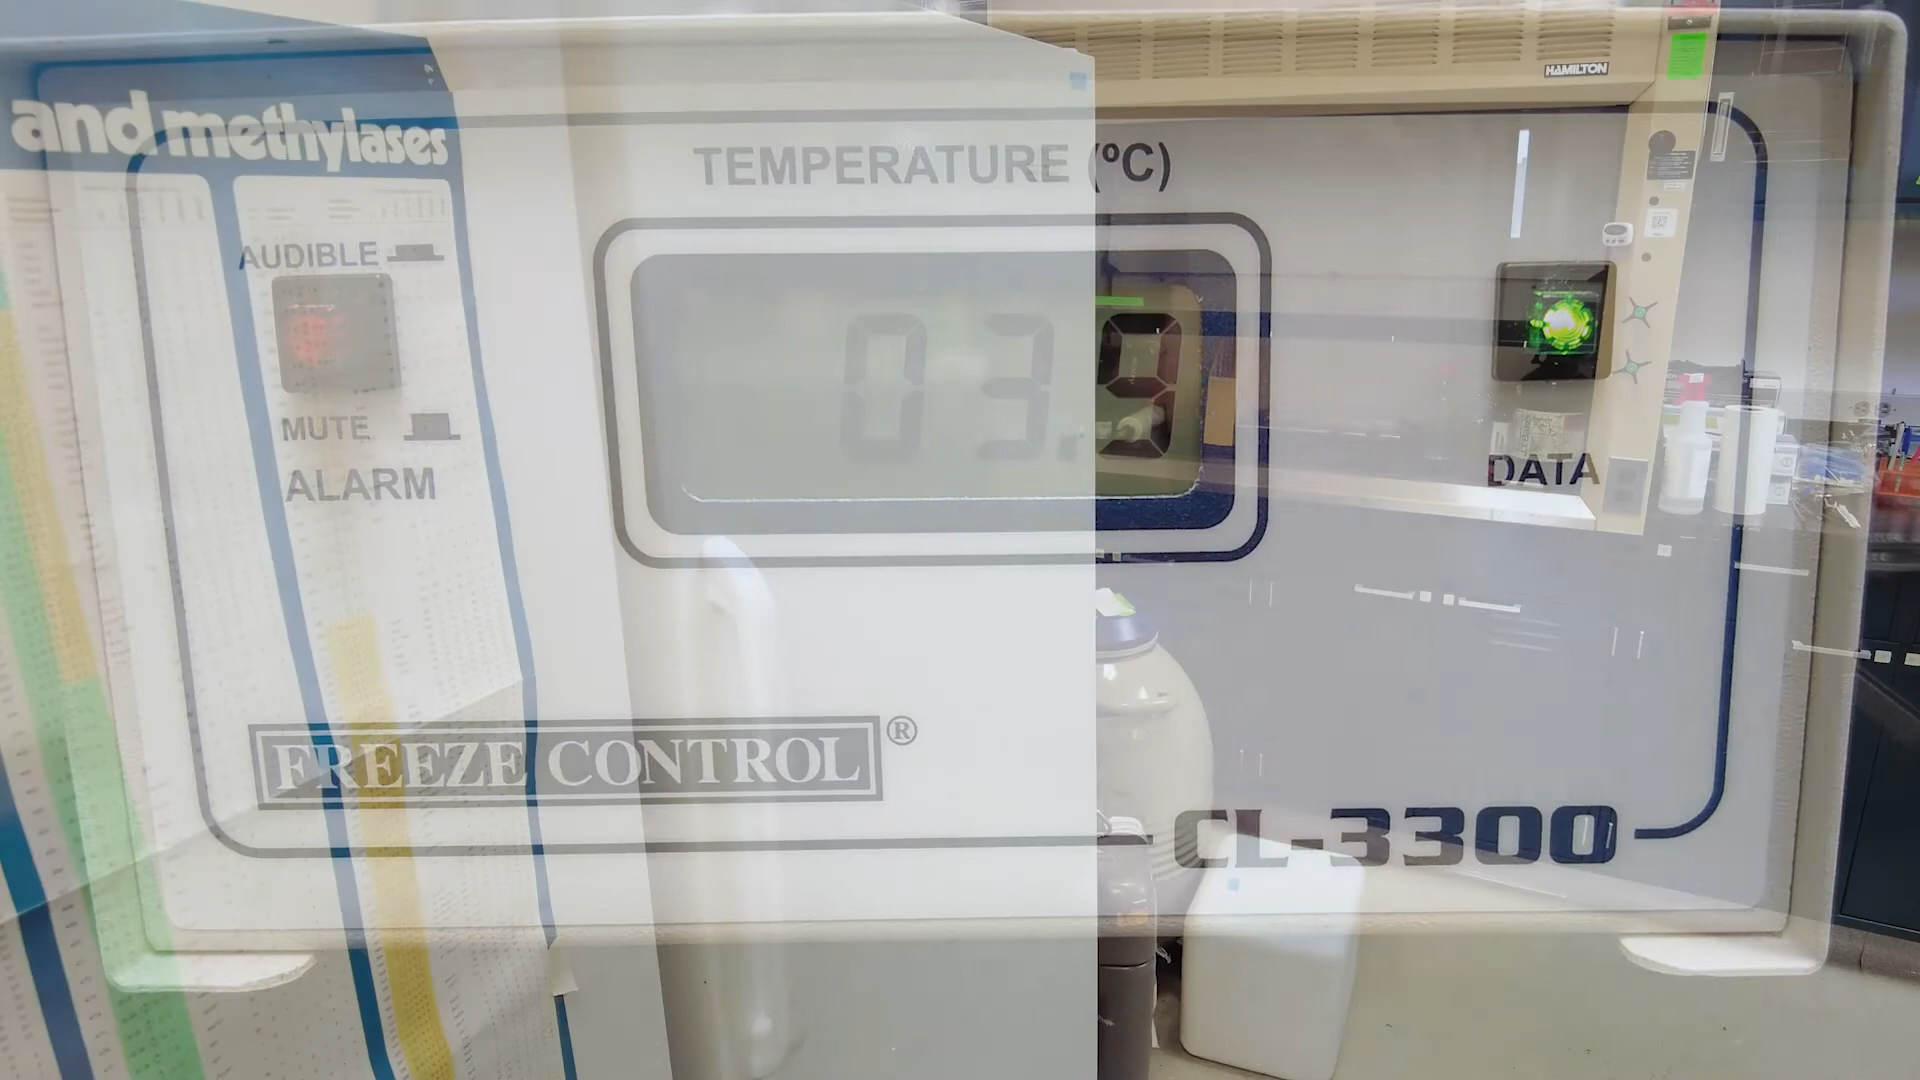 HAMILTON
and methylases
TEMPERATURE (ºC)
AUDIBLE
03.9
MUTE
ALARM
DATA
FREEZE CONTROL®
CL-3300